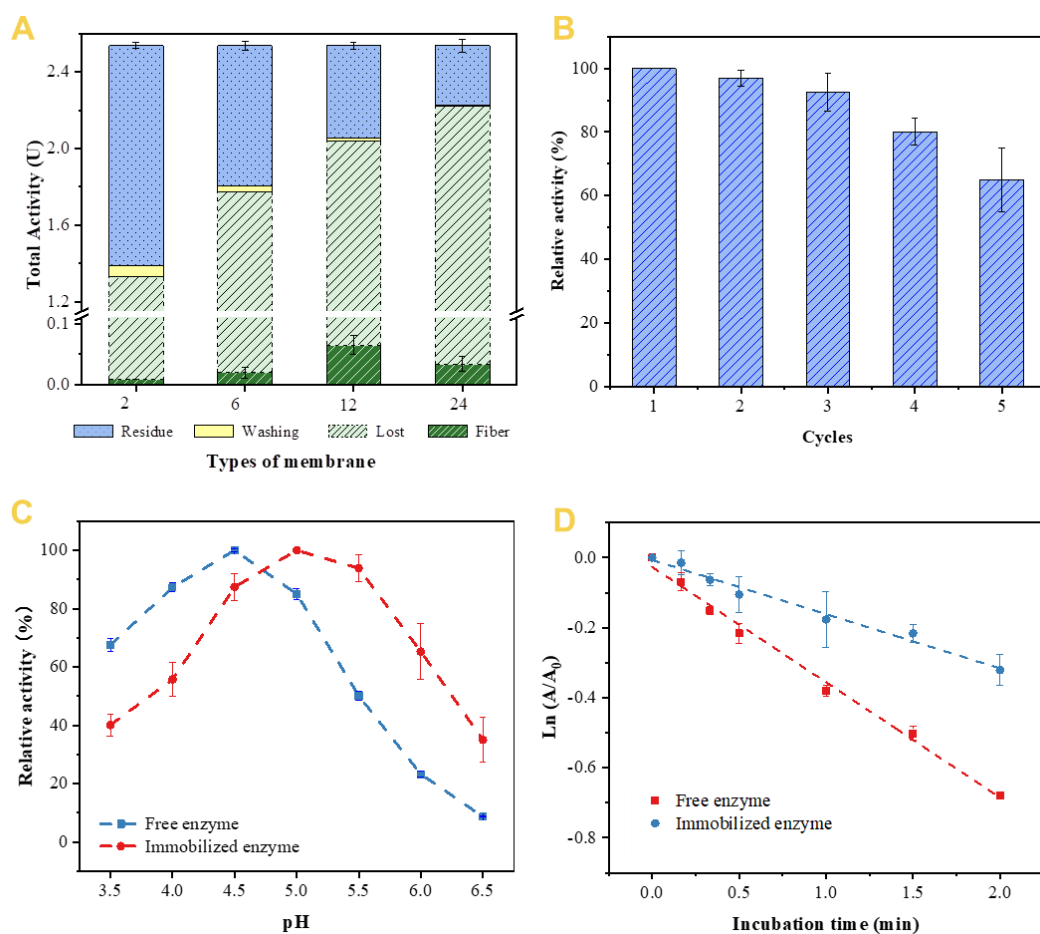 A
Total Activity (U)
2.4
2.0
1.6
1.2
0.1
0.0
2 6 12 24
Residue Washing Lost Fiber
Types of membrane
B
Relative activity (%)
100
80
60
40
20
0
1 2 3 4 5
Cycles
C
Relative activity (%)
100
80
60
40
20
0
Free enzyme
Immobilized enzyme
3.5 4.0 4.5 5.0 5.5 6.0 6.5
pH
D
Ln (A/A₀)
0.0
-0.2
-0.4
-0.6
-0.8
Free enzyme
Immobilized enzyme
0.0 0.5 1.0 1.5 2.0
Incubation time (min)